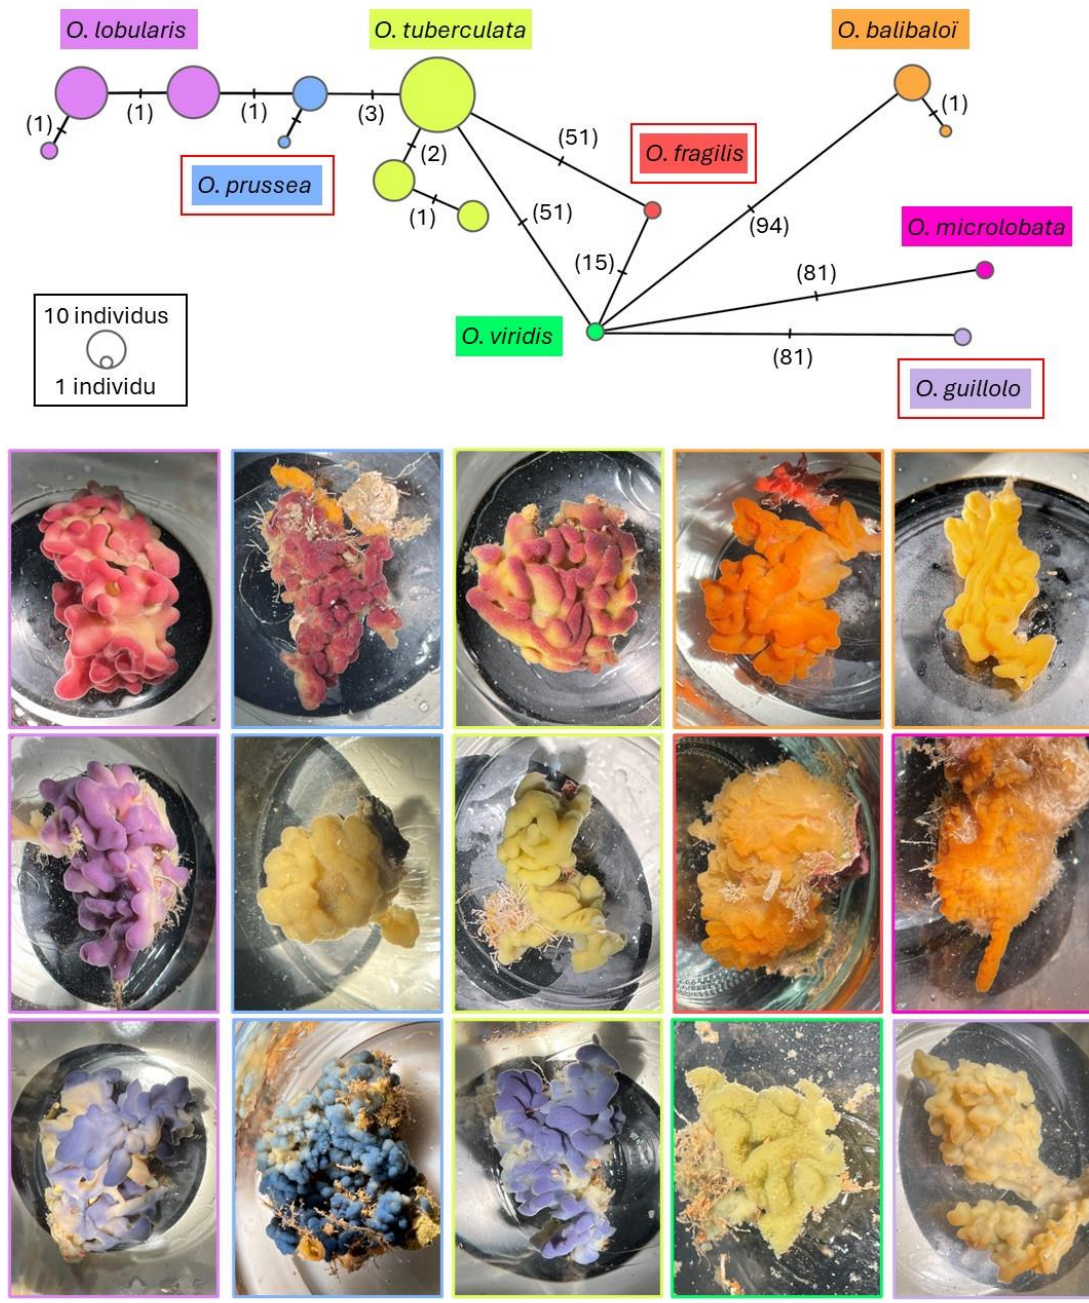 O. lobularis
O. tuberculata
O. balibaloï
(1)
(1)
(1)
(3)
(1)
(2)
(51)
O. fragilis
O. prussea
(1)
(51)
(94)
O. microlobata
(15)
(81)
10 individus
O. viridis
(81)
1 individu
O. guillolo